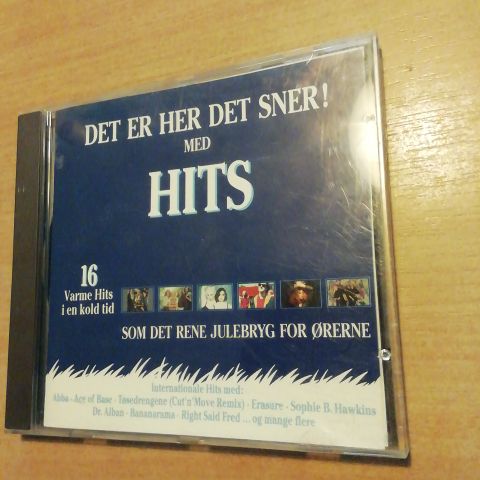 DET ER HER DET SNER!
MED
HITS
16
Varme Hits
i en kold tid
SOM DET RENE JULEBRYG FOR ØRERNE
Internationale Hits med:
Abba - Ace of Base - Tøsedrengene (Cut'n'Move Remix) - Erasure - Sophie B. Hawkins
Dr. Alban - Bananarama - Right Said Fred ... og mange flere